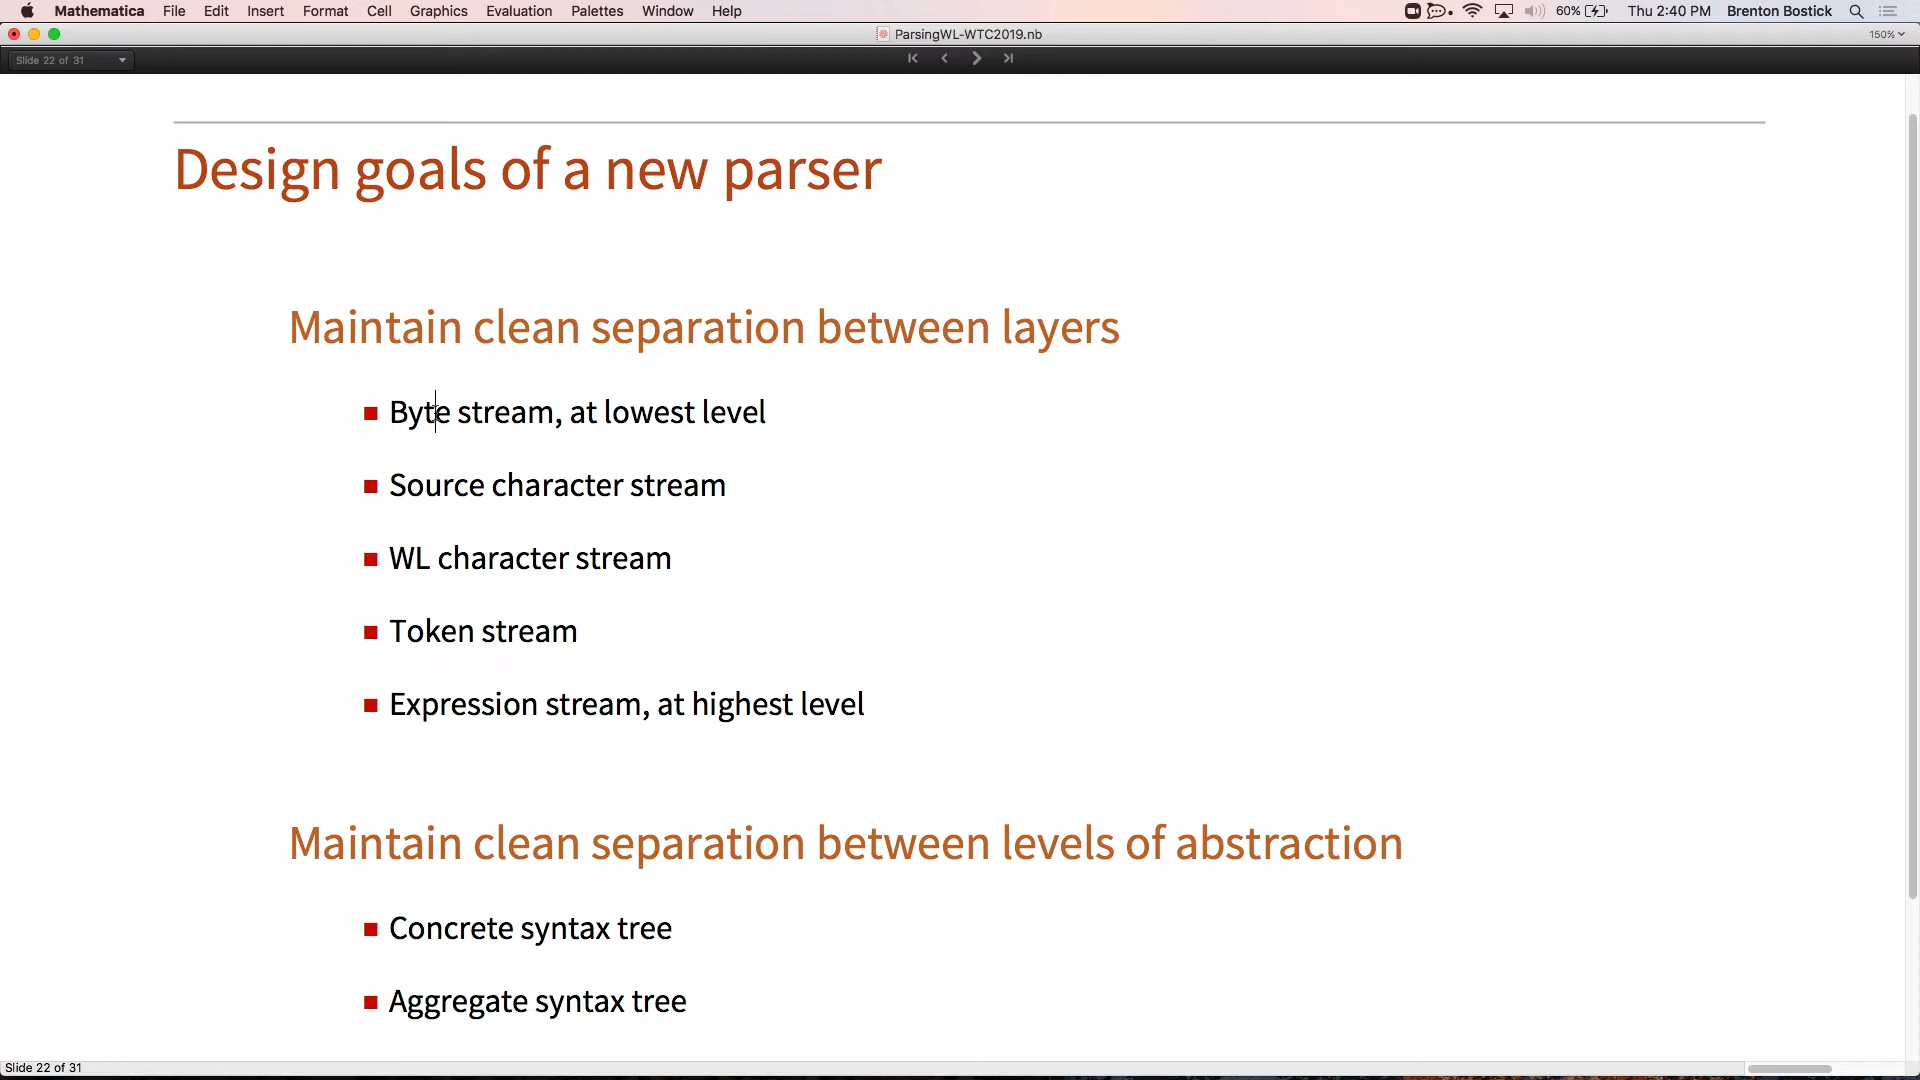 Mathematica File Edit Insert Format Cell Graphics Evaluation Palettes Window Help 60% Thu 2:40 PM Brenton Bostick
ParsingWL-WTC2019.nb 150%
Slide 22 of 31
Design goals of a new parser
Maintain clean separation between layers
Byte stream, at lowest level
Source character stream
WL character stream
Token stream
Expression stream, at highest level
Maintain clean separation between levels of abstraction
Concrete syntax tree
Aggregate syntax tree
Slide 22 of 31